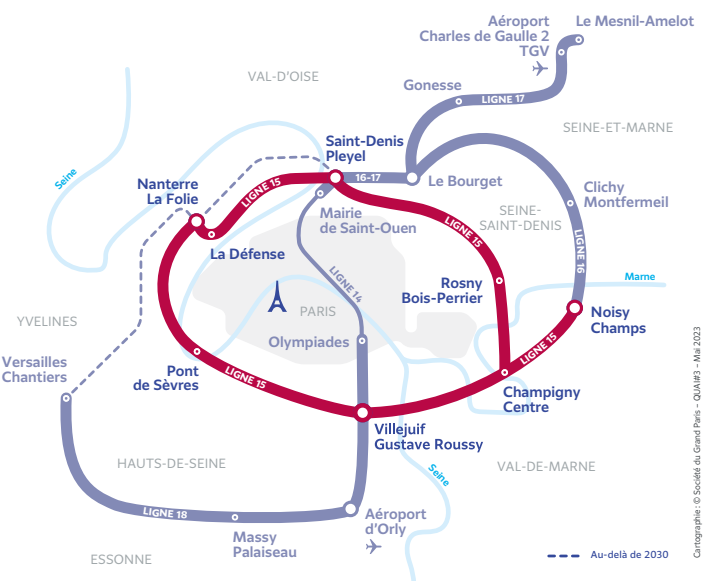 Aéroport
Charles de Gaulle 2
TGV
Le Mesnil-Amelot
VAL-D'OISE
Gonesse
LIGNE 17
SEINE-ET-MARNE
Saint-Denis
Pleyel
16-17
Le Bourget
Seine
Nanterre
La Folie
LIGNE 15
Clichy
Montfermeil
Mairie
de Saint-Ouen
SEINE-
SAINT-DENIS
LIGNE 15
LIGNE 16
La Défense
LIGNE 14
Rosny
Bois-Perrier
Marne
PARIS
Noisy
Champs
YVELINES
Olympiades
LIGNE 15
Versailles
Chantiers
Pont
de Sèvres
LIGNE 15
Champigny
Centre
Villejuif
Gustave Roussy
HAUTS-DE-SEINE
Seine
VAL-DE-MARNE
LIGNE 18
Aéroport
d'Orly
Massy
Palaiseau
ESSONNE
Au-delà de 2030
Cartographie : © Société du Grand Paris – QUAI#3 – Mai 2023